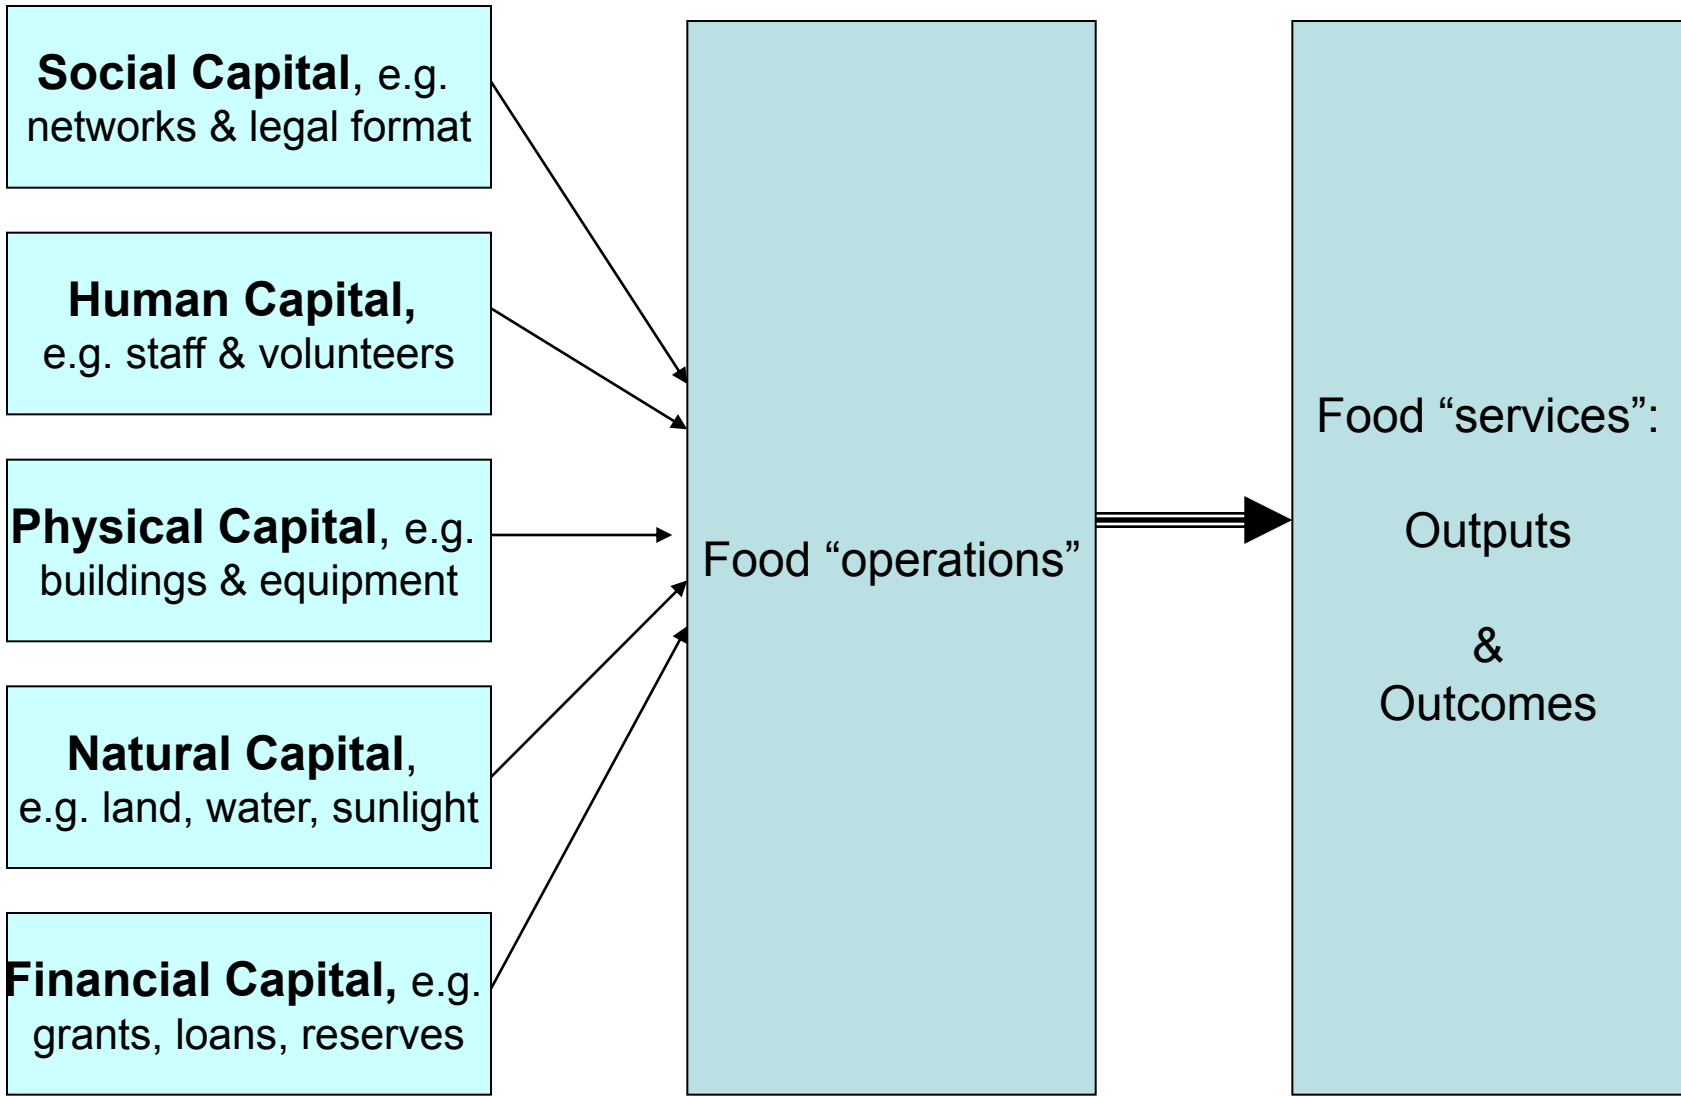 Social Capital, e.g.
networks & legal format
Human Capital,
e.g. staff & volunteers
Physical Capital, e.g.
buildings & equipment
Natural Capital,
e.g. land, water, sunlight
Financial Capital, e.g.
grants, loans, reserves
Food “operations”
Food “services”:
Outputs
&
Outcomes